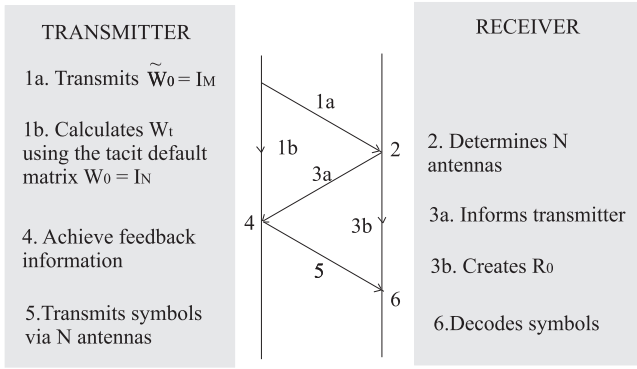 TRANSMITTER
1a. Transmits W̃₀ = I_M
1b. Calculates Wₜ
using the tacit default
matrix W₀ = I_N
4. Achieve feedback
information
5.Transmits symbols
via N antennas
1a
1b
2
3a
4
3b
5
6
RECEIVER
2. Determines N
antennas
3a. Informs transmitter
3b. Creates R₀
6.Decodes symbols